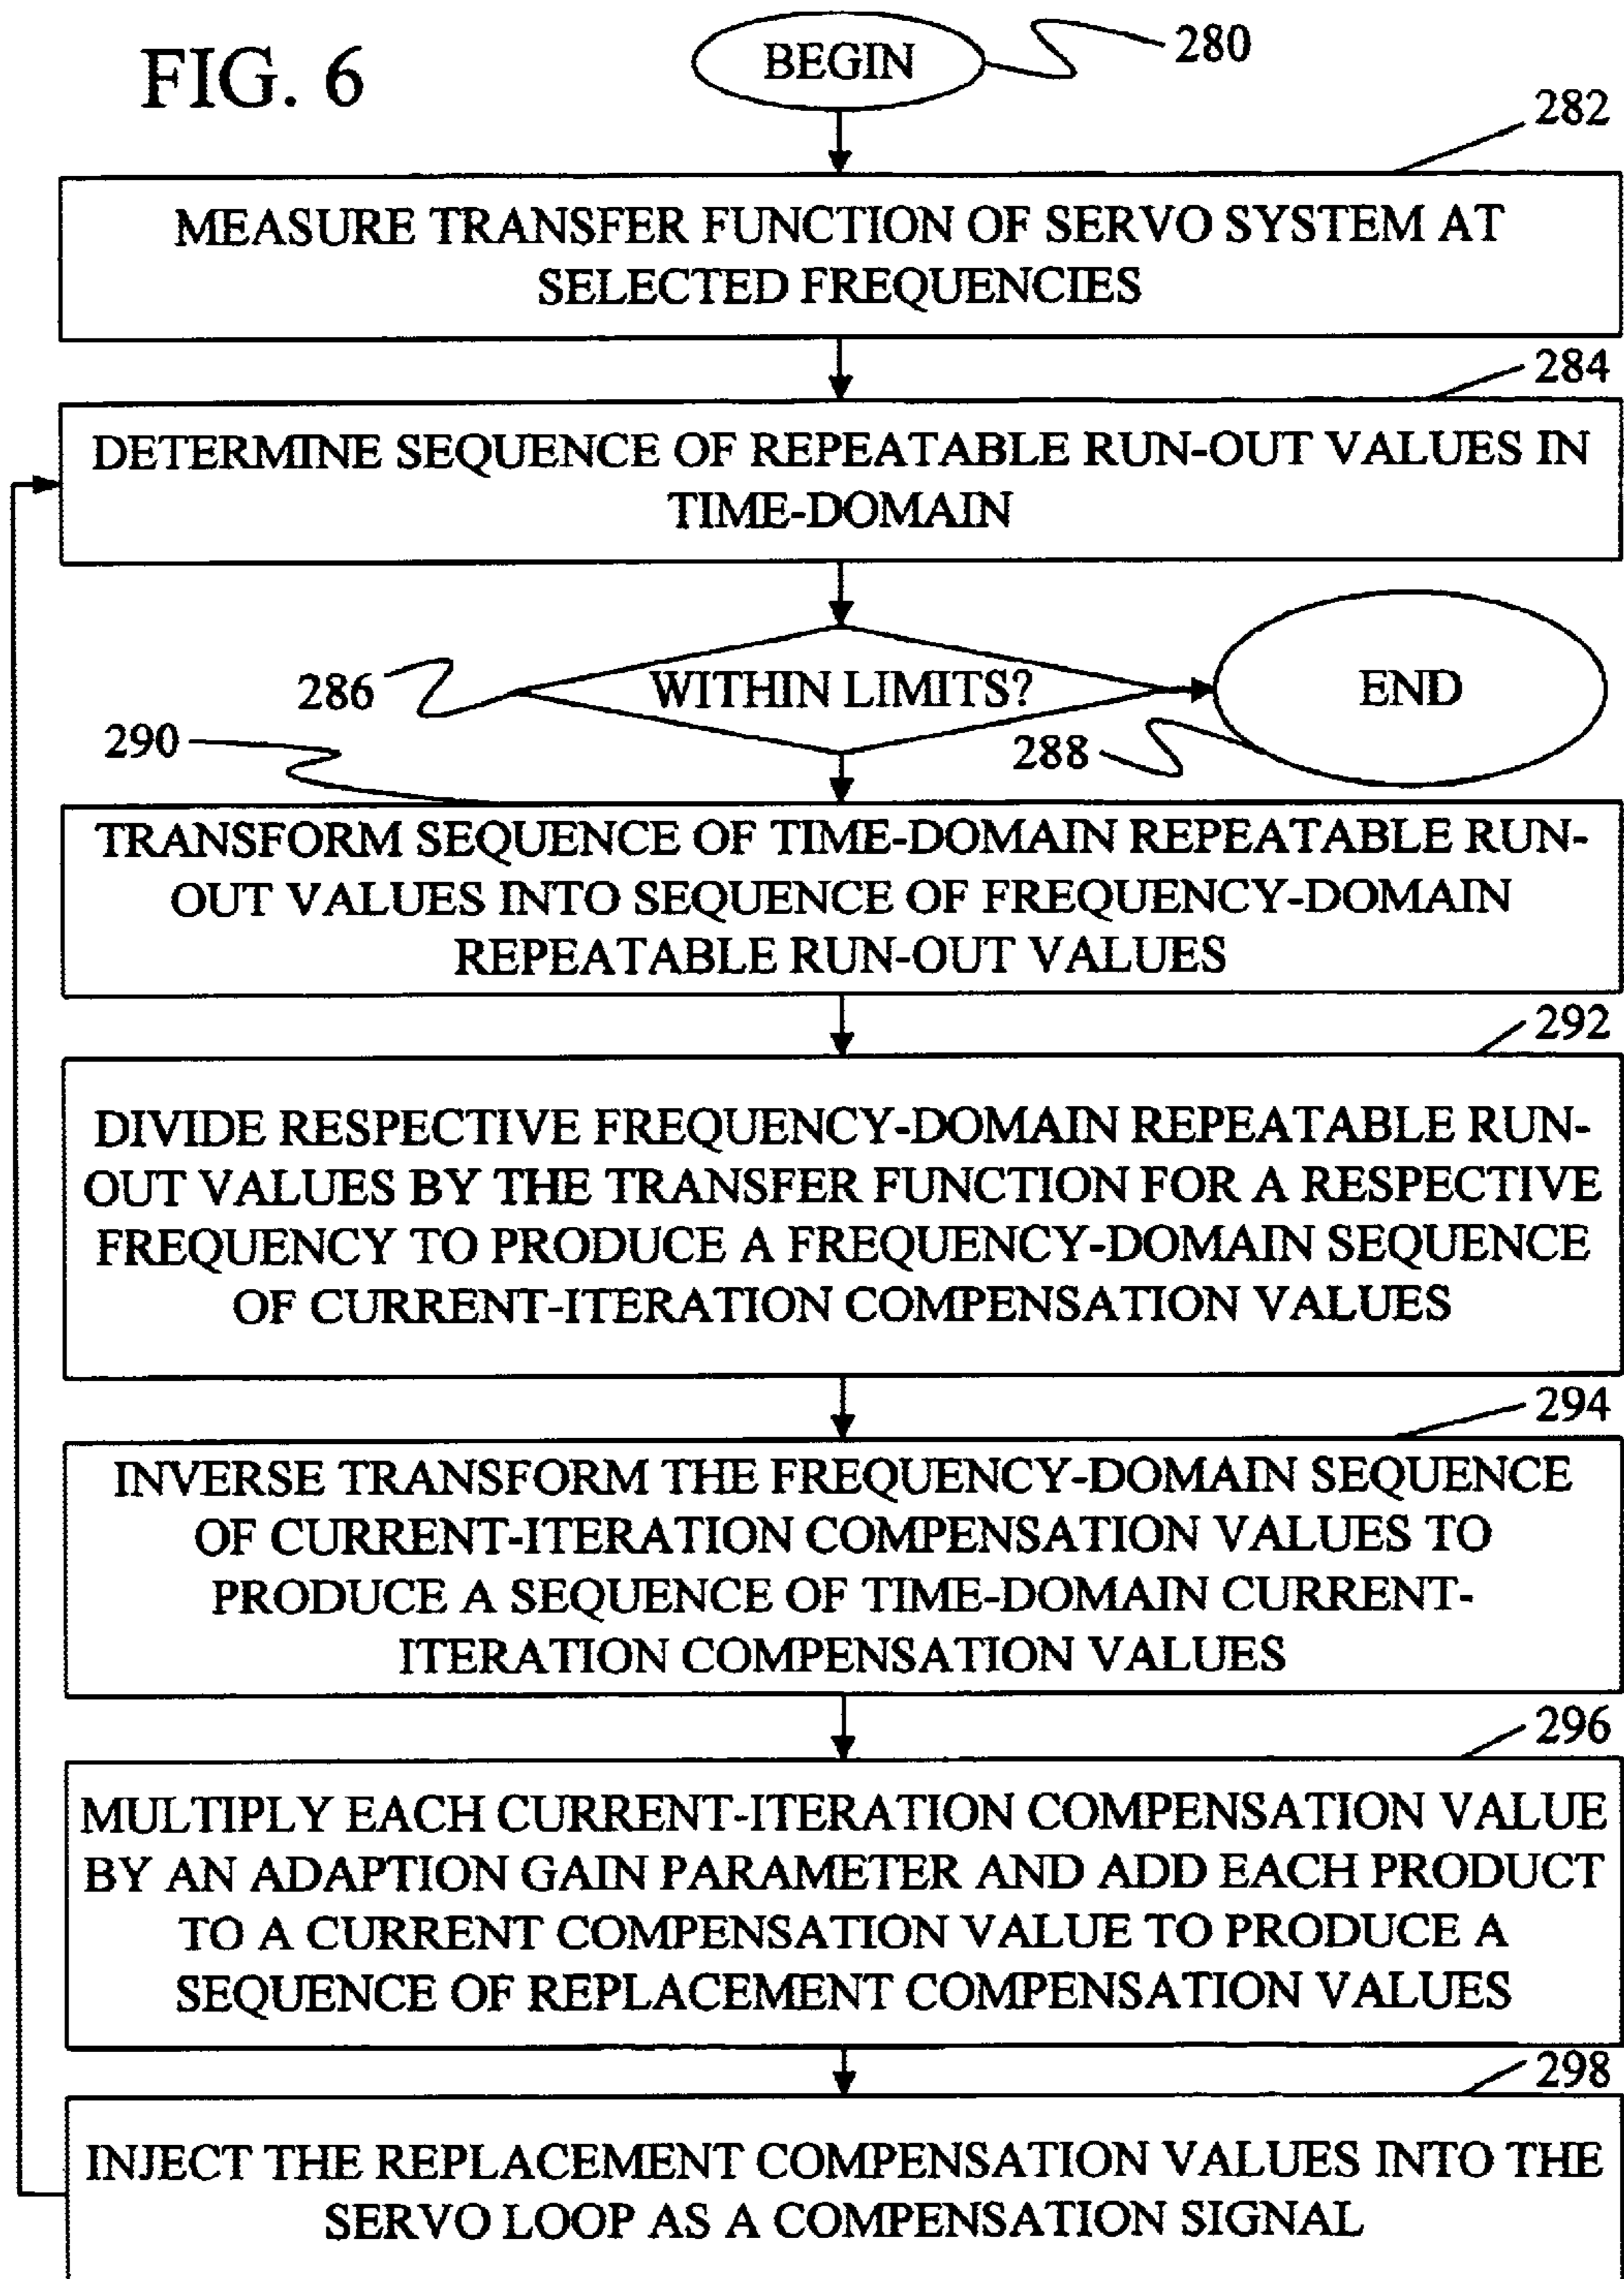 FIG. 6
BEGIN
280
282
MEASURE TRANSFER FUNCTION OF SERVO SYSTEM AT
SELECTED FREQUENCIES
284
DETERMINE SEQUENCE OF REPEATABLE RUN-OUT VALUES IN
TIME-DOMAIN
286
WITHIN LIMITS?
END
288
290
TRANSFORM SEQUENCE OF TIME-DOMAIN REPEATABLE RUN-
OUT VALUES INTO SEQUENCE OF FREQUENCY-DOMAIN
REPEATABLE RUN-OUT VALUES
292
DIVIDE RESPECTIVE FREQUENCY-DOMAIN REPEATABLE RUN-
OUT VALUES BY THE TRANSFER FUNCTION FOR A RESPECTIVE
FREQUENCY TO PRODUCE A FREQUENCY-DOMAIN SEQUENCE
OF CURRENT-ITERATION COMPENSATION VALUES
294
INVERSE TRANSFORM THE FREQUENCY-DOMAIN SEQUENCE
OF CURRENT-ITERATION COMPENSATION VALUES TO
PRODUCE A SEQUENCE OF TIME-DOMAIN CURRENT-
ITERATION COMPENSATION VALUES
296
MULTIPLY EACH CURRENT-ITERATION COMPENSATION VALUE
BY AN ADAPTION GAIN PARAMETER AND ADD EACH PRODUCT
TO A CURRENT COMPENSATION VALUE TO PRODUCE A
SEQUENCE OF REPLACEMENT COMPENSATION VALUES
298
INJECT THE REPLACEMENT COMPENSATION VALUES INTO THE
SERVO LOOP AS A COMPENSATION SIGNAL